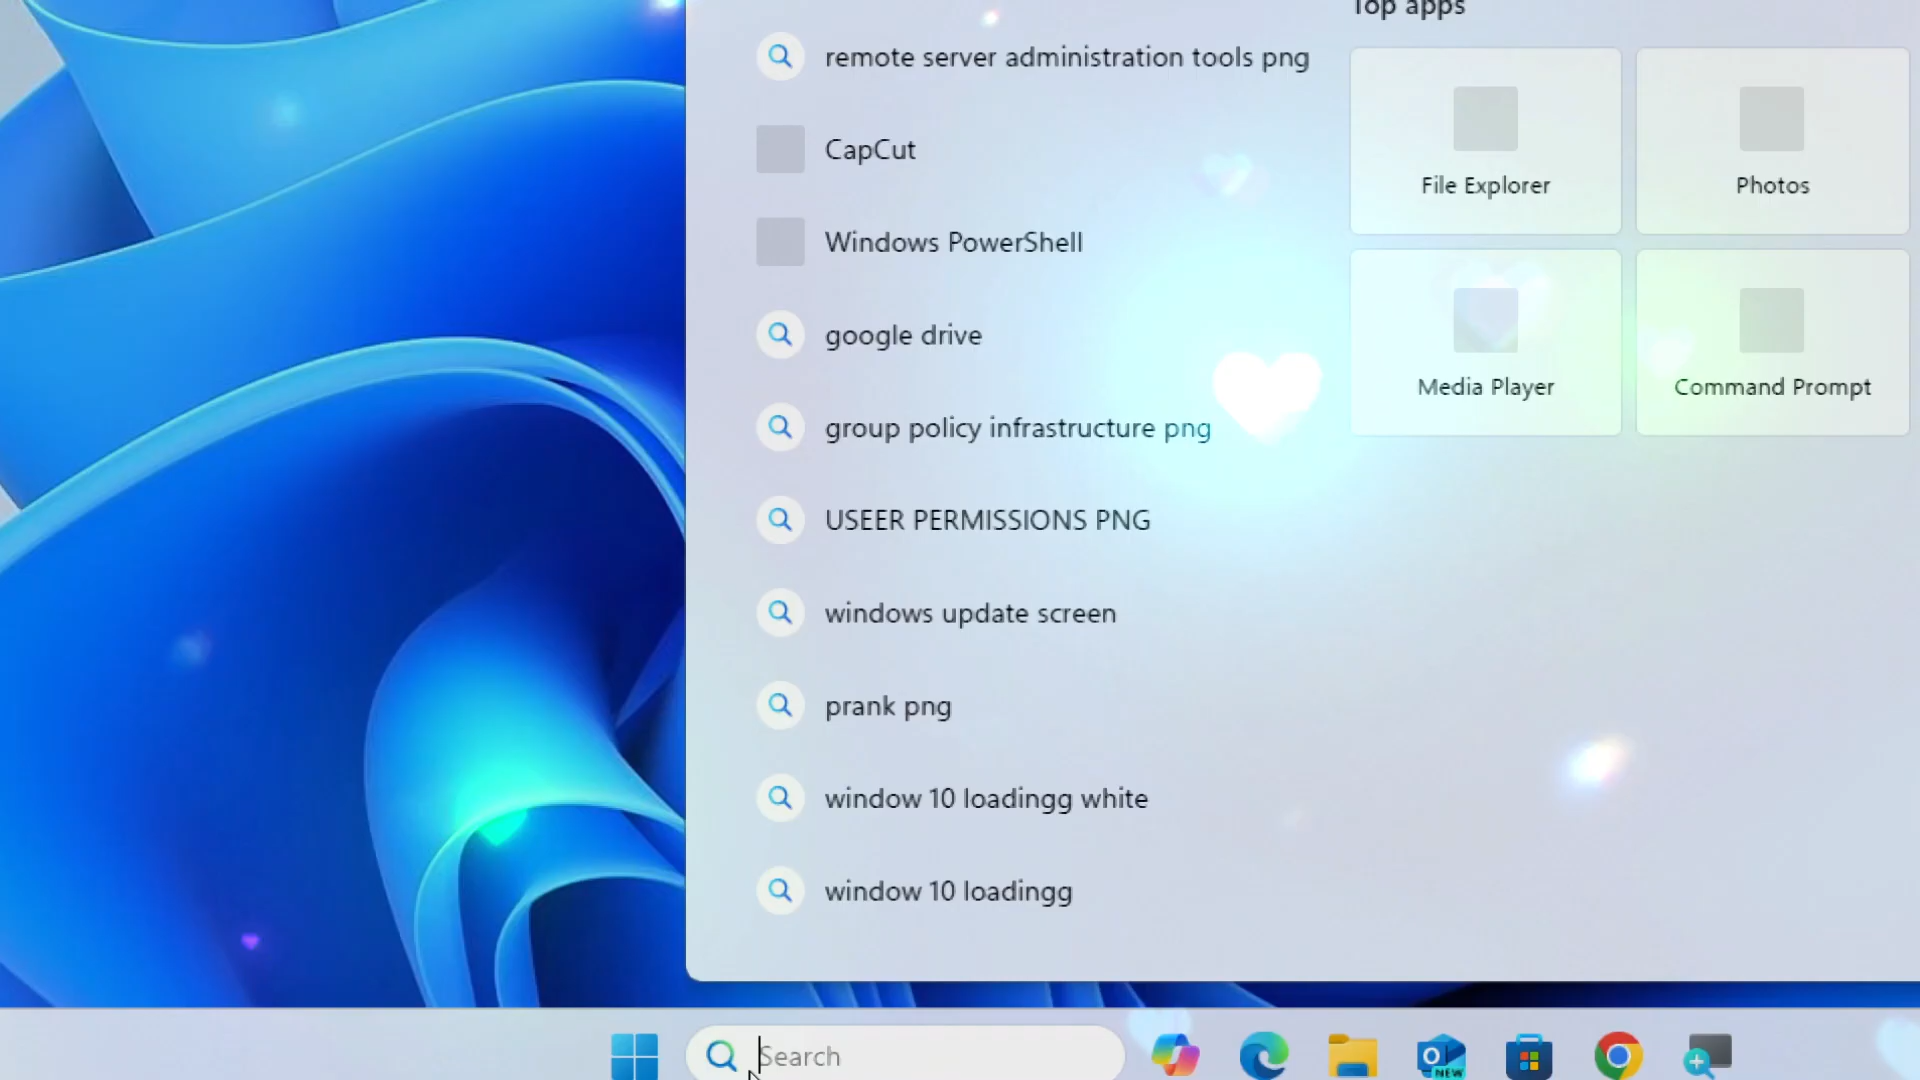 Top apps
remote server administration tools png
CapCut
Windows PowerShell
google drive
group policy infrastructure png
USEER PERMISSIONS PNG
windows update screen
prank png
window 10 loadingg white
window 10 loadingg
File Explorer
Photos
Media Player
Command Prompt
Search
NEW